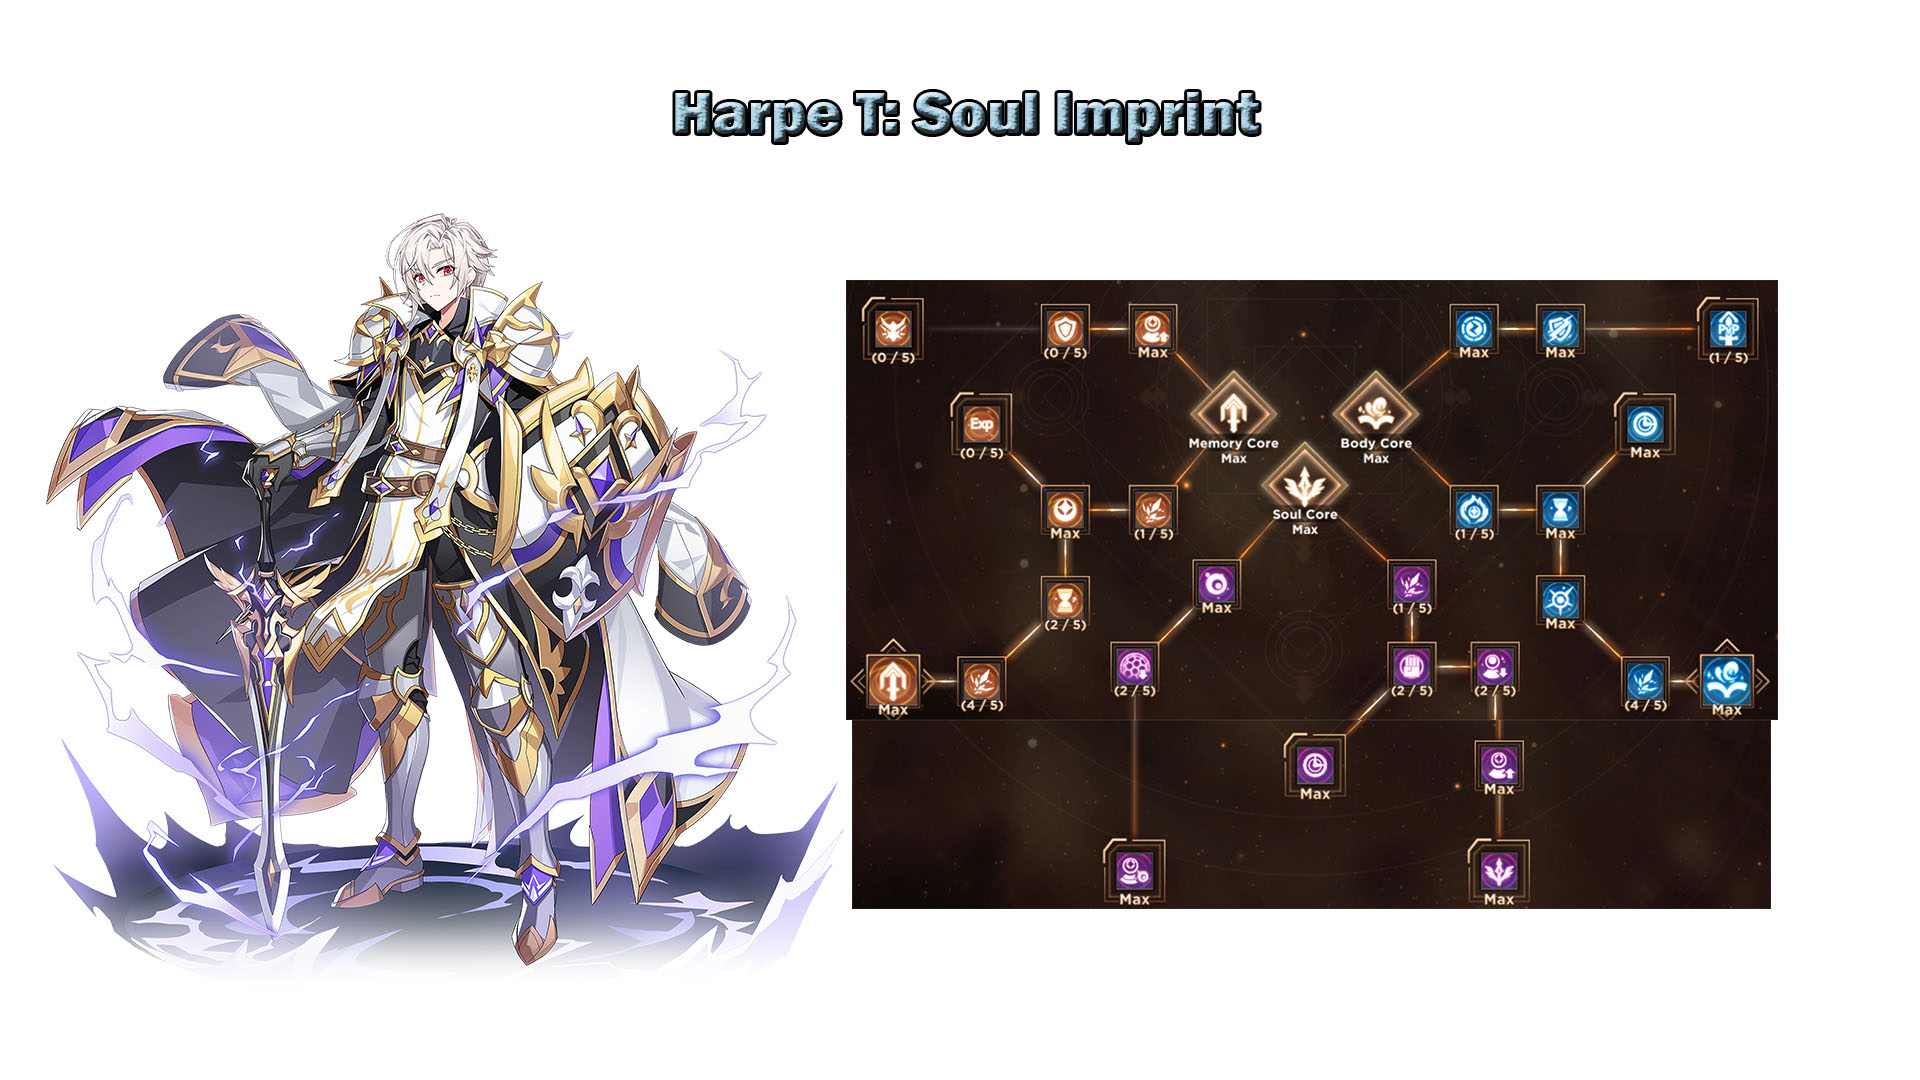 Harpe T: Soul Imprint
(0 / 5)
(0 / 5)
Max
Max
Max
PvP
(1 / 5)
Memory Core
Max
Body Core
Max
Exp
(0 / 5)
Max
Soul Core
Max
Max
(1 / 5)
(1 / 5)
Max
(2 / 5)
Max
(1 / 5)
Max
Max
(4 / 5)
(2 / 5)
(2 / 5)
(2 / 5)
(4 / 5)
Max
Max
Max
Max
Max